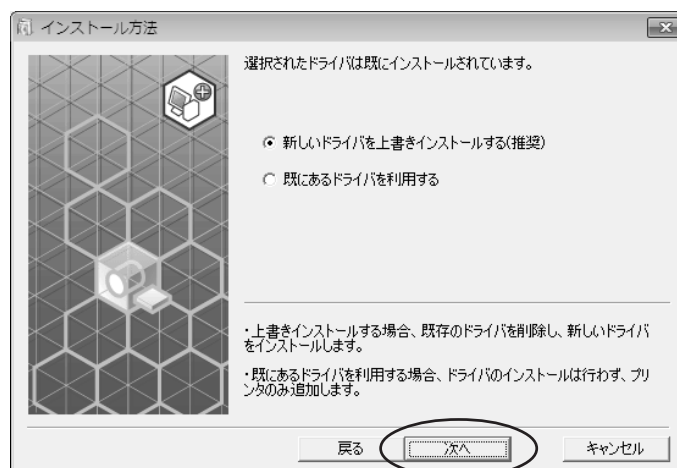 インストール方法
選択されたドライバは既にインストールされています。
新しいドライバを上書きインストールする(推奨)
既にあるドライバを利用する
・上書きインストールする場合、既存のドライバを削除し、新しいドライバ
をインストールします。
・既にあるドライバを利用する場合、ドライバのインストールは行わず、プリ
ンタのみ追加します。
戻る
次へ
キャンセル